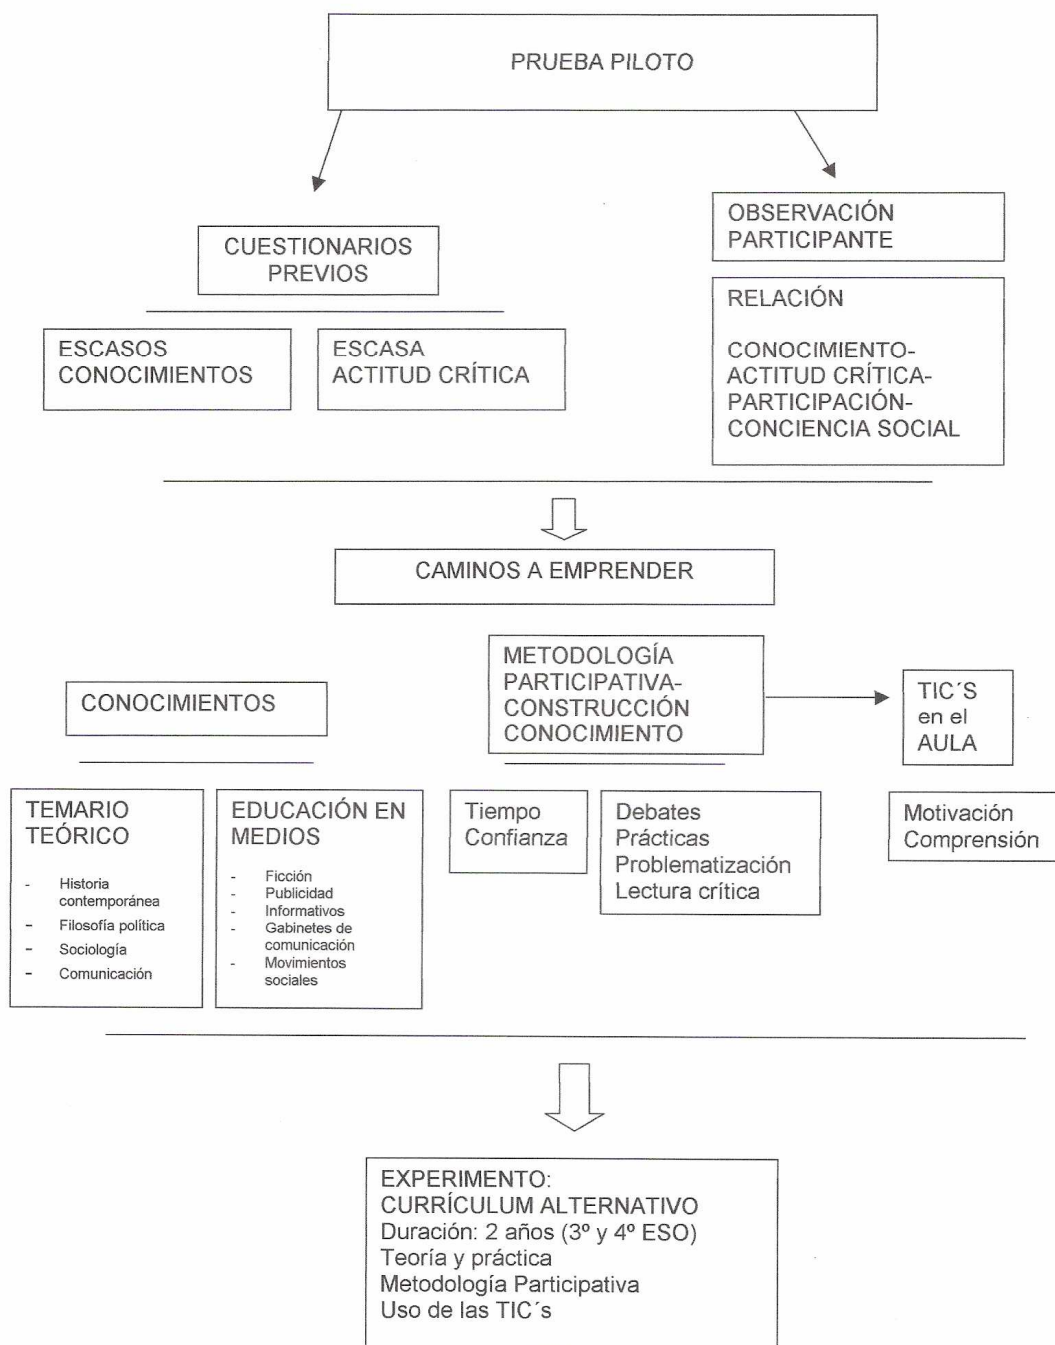 PRUEBA PILOTO
CUESTIONARIOS
PREVIOS
ESCASOS
CONOCIMIENTOS
ESCASA
ACTITUD CRÍTICA
OBSERVACIÓN
PARTICIPANTE
RELACIÓN
CONOCIMIENTO-
ACTITUD CRÍTICA-
PARTICIPACIÓN-
CONCIENCIA SOCIAL
CAMINOS A EMPRENDER
CONOCIMIENTOS
TEMARIO
TEÓRICO
- Historia
contemporánea
- Filosofía política
- Sociología
- Comunicación
EDUCACIÓN EN
MEDIOS
- Ficción
- Publicidad
- Informativos
- Gabinetes de
comunicación
- Movimientos
sociales
METODOLOGÍA
PARTICIPATIVA-
CONSTRUCCIÓN
CONOCIMIENTO
Tiempo
Confianza
Debates
Prácticas
Problematización
Lectura crítica
TIC´S
en el
AULA
Motivación
Comprensión
EXPERIMENTO:
CURRÍCULUM ALTERNATIVO
Duración: 2 años (3º y 4º ESO)
Teoría y práctica
Metodología Participativa
Uso de las TIC´s